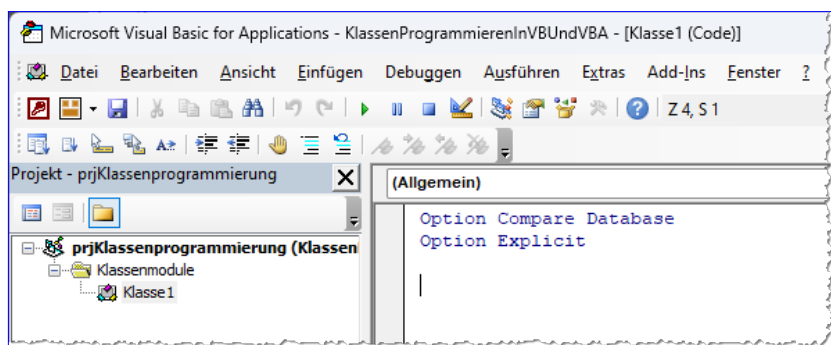 Microsoft Visual Basic for Applications - KlassenProgrammierenInVBUndVBA - [Klasse1 (Code)]
Datei Bearbeiten Ansicht Einfügen Debuggen Ausführen Extras Add-Ins Fenster ?
Z 4, S 1
Projekt - prjKlassenprogrammierung
(Allgemein)
Option Compare Database
Option Explicit
prjKlassenprogrammierung (Klassen
Klassenmodule
Klasse1